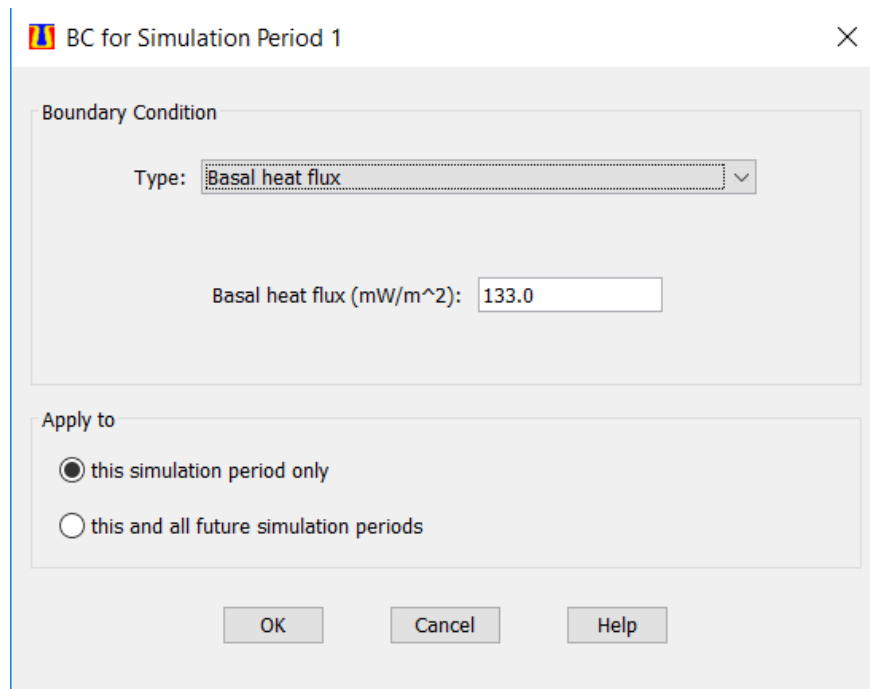 BC for Simulation Period 1
Boundary Condition
Type: Basal heat flux
Basal heat flux (mW/m^2): 133.0
Apply to
this simulation period only
this and all future simulation periods
OK Cancel Help